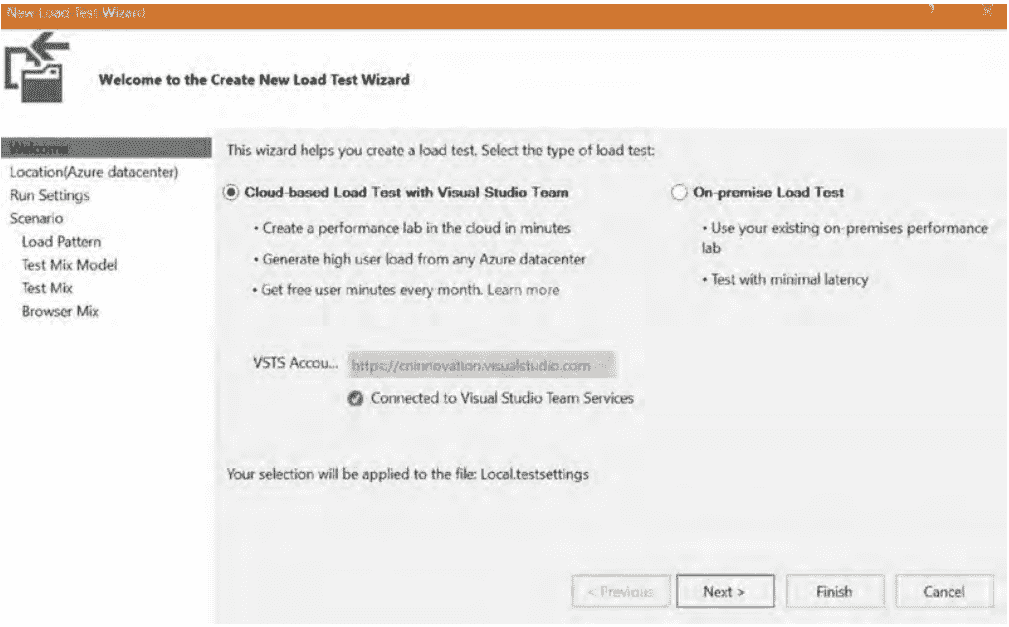 New Load Test Wizard
Welcome to the Create New Load Test Wizard
Welcome
Location(Azure datacenter)
Run Settings
Scenario
Load Pattern
Test Mix Model
Test Mix
Browser Mix
This wizard helps you create a load test. Select the type of load test:
Cloud-based Load Test with Visual Studio Team
• Create a performance lab in the cloud in minutes
• Generate high user load from any Azure datacenter
• Get free user minutes every month. Learn more
On-premise Load Test
• Use your existing on-premises performance
lab
• Test with minimal latency
VSTS Accou... https://cninnovation.visualstudio.com
Connected to Visual Studio Team Services
Your selection will be applied to the file: Local.testsettings
< Previous Next > Finish Cancel